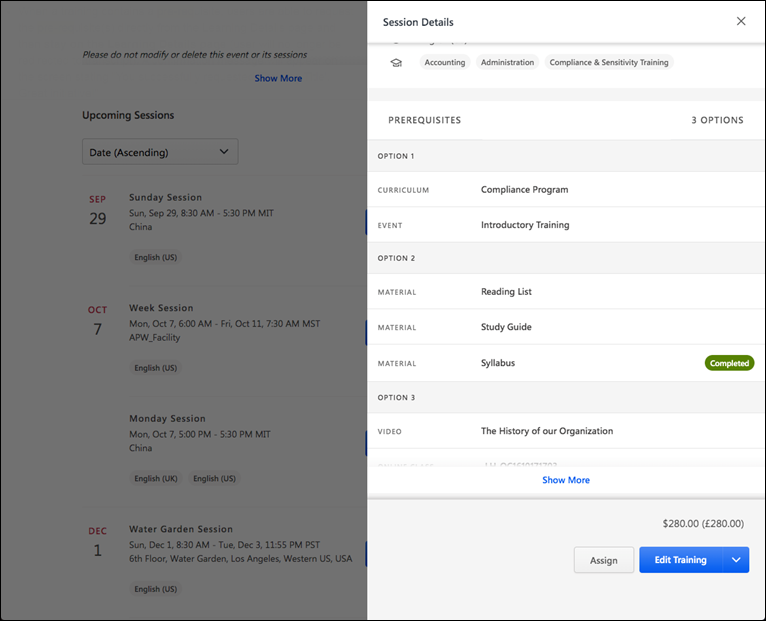 Please do not modify or delete this event or its sessions
Show More
Upcoming Sessions
Date (Ascending)
SEP
29
Sunday Session
Sun, Sep 29, 8:30 AM - 5:30 PM MIT
China
English (US)
OCT
7
Week Session
Mon, Oct 7, 6:00 AM - Fri, Oct 11, 7:30 AM MST
APW_Facility
English (US)
Monday Session
Mon, Oct 7, 5:00 PM - 5:30 PM MIT
China
English (UK) English (US)
DEC
1
Water Garden Session
Sun, Dec 1, 8:30 AM - Tue, Dec 3, 11:55 PM PST
6th Floor, Water Garden, Los Angeles, Western US, USA
English (US)
Session Details
Accounting Administration Compliance & Sensitivity Training
PREREQUISITES 3 OPTIONS
OPTION 1
CURRICULUM Compliance Program
EVENT Introductory Training
OPTION 2
MATERIAL Reading List
MATERIAL Study Guide
MATERIAL Syllabus Completed
OPTION 3
VIDEO The History of our Organization
Show More
$280.00 (£280.00)
Assign Edit Training